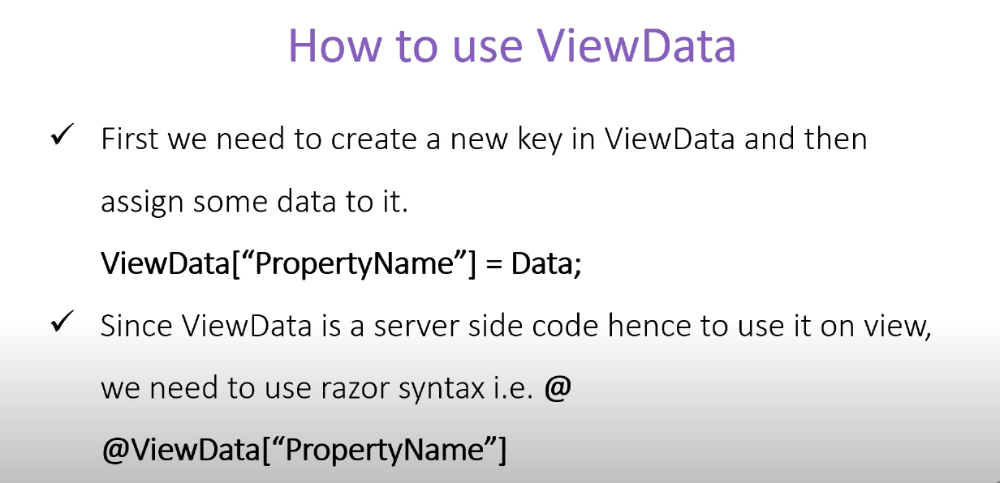 How to use ViewData
✓ First we need to create a new key in ViewData and then
assign some data to it.
ViewData[“PropertyName”] = Data;
✓ Since ViewData is a server side code hence to use it on view,
we need to use razor syntax i.e. @
@ViewData[“PropertyName”]